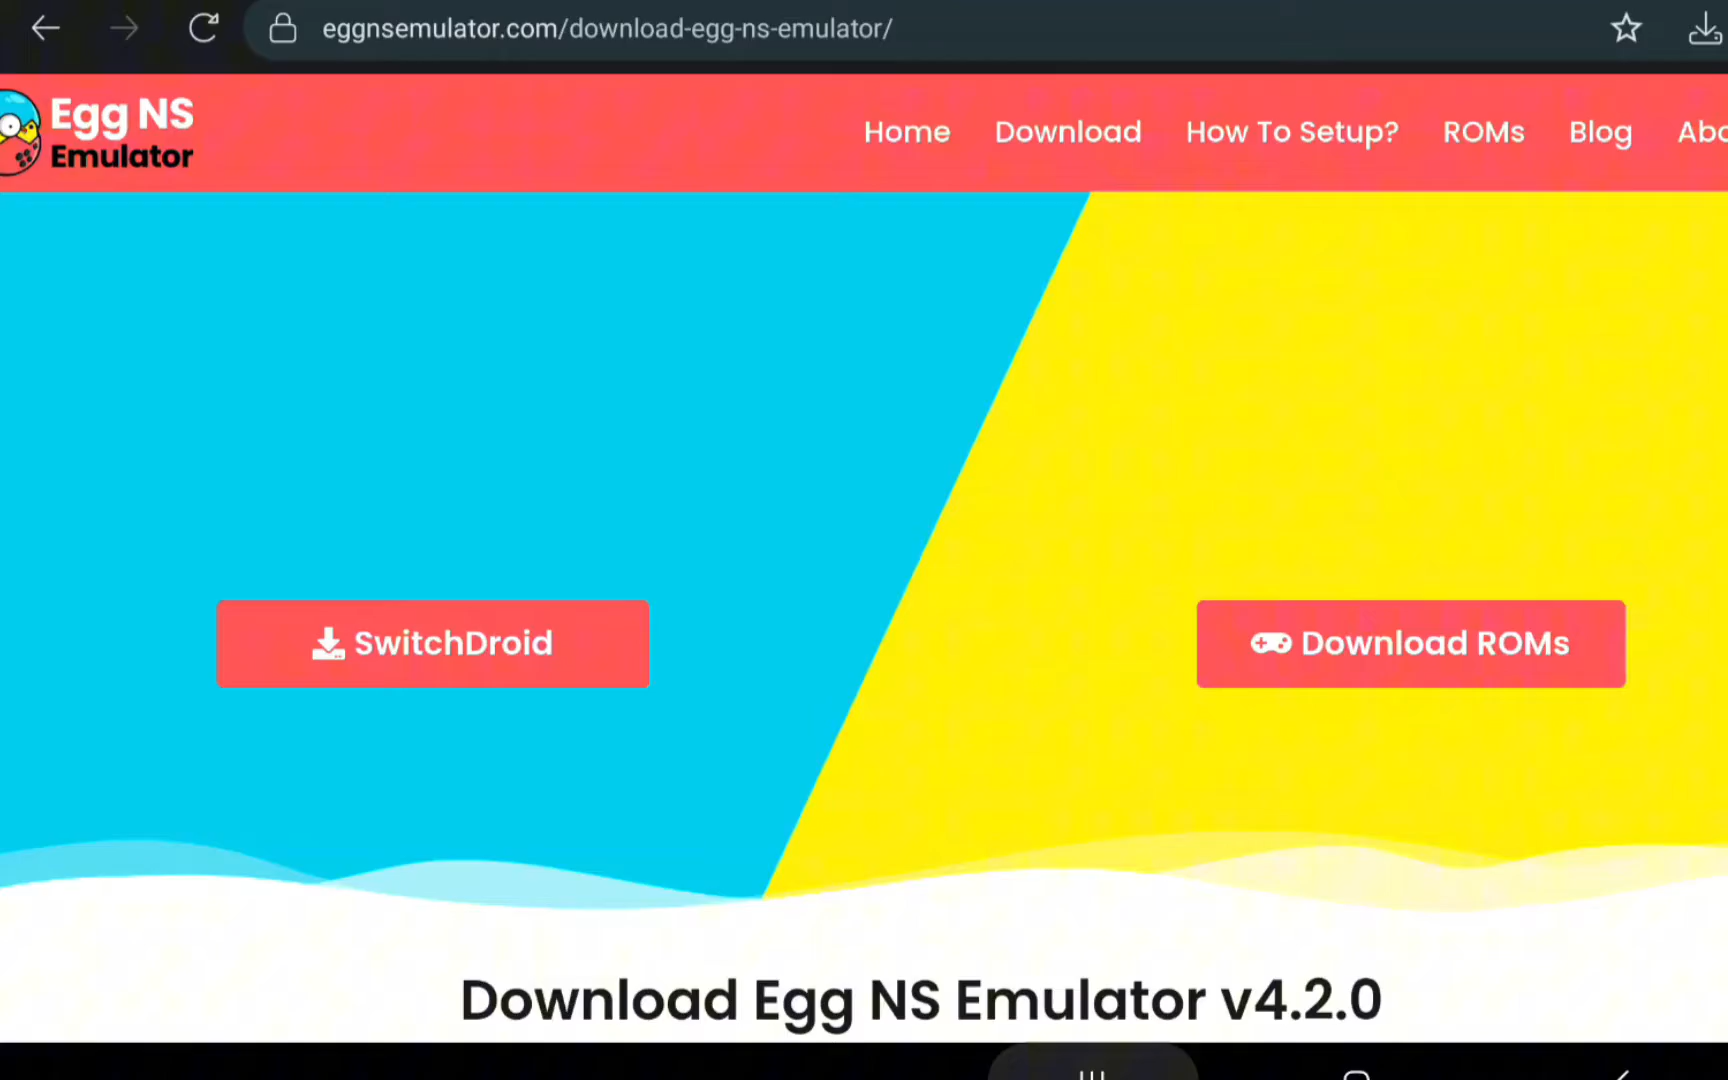 eggnsemulator.com/download-egg-ns-emulator/
Egg NS
Emulator
Home
Download
How To Setup?
ROMs
Blog
SwitchDroid
Download ROMs
Download Egg NS Emulator v4.2.0